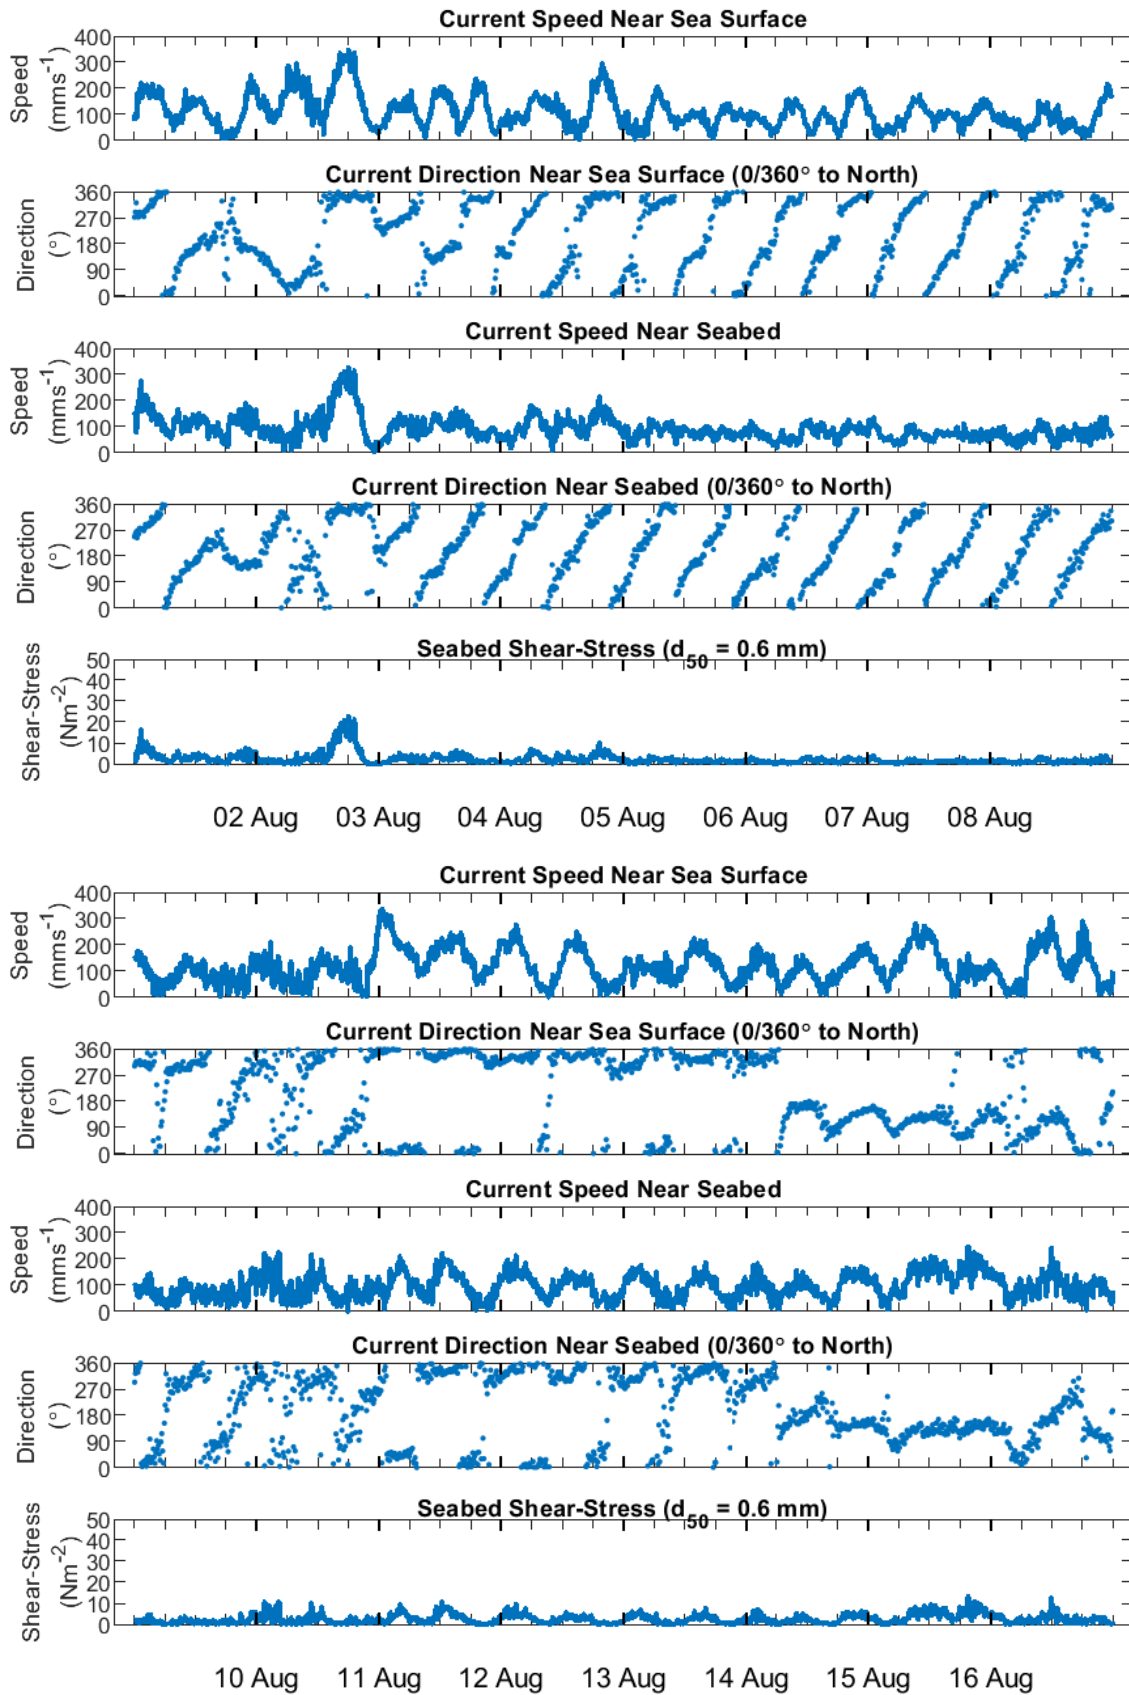 Current Speed Near Sea Surface
Speed
(mms⁻¹)
400
300
200
100
0
Current Direction Near Sea Surface (0/360° to North)
Direction
(°)
360
270
180
90
0
Current Speed Near Seabed
Speed
(mms⁻¹)
400
300
200
100
0
Current Direction Near Seabed (0/360° to North)
Direction
(°)
360
270
180
90
0
Seabed Shear-Stress (d₅₀ = 0.6 mm)
Shear-Stress
(Nm⁻²)
50
40
30
20
10
0
02 Aug 03 Aug 04 Aug 05 Aug 06 Aug 07 Aug 08 Aug
Current Speed Near Sea Surface
Speed
(mms⁻¹)
400
300
200
100
0
Current Direction Near Sea Surface (0/360° to North)
Direction
(°)
360
270
180
90
0
Current Speed Near Seabed
Speed
(mms⁻¹)
400
300
200
100
0
Current Direction Near Seabed (0/360° to North)
Direction
(°)
360
270
180
90
0
Seabed Shear-Stress (d₅₀ = 0.6 mm)
Shear-Stress
(Nm⁻²)
50
40
30
20
10
0
10 Aug 11 Aug 12 Aug 13 Aug 14 Aug 15 Aug 16 Aug